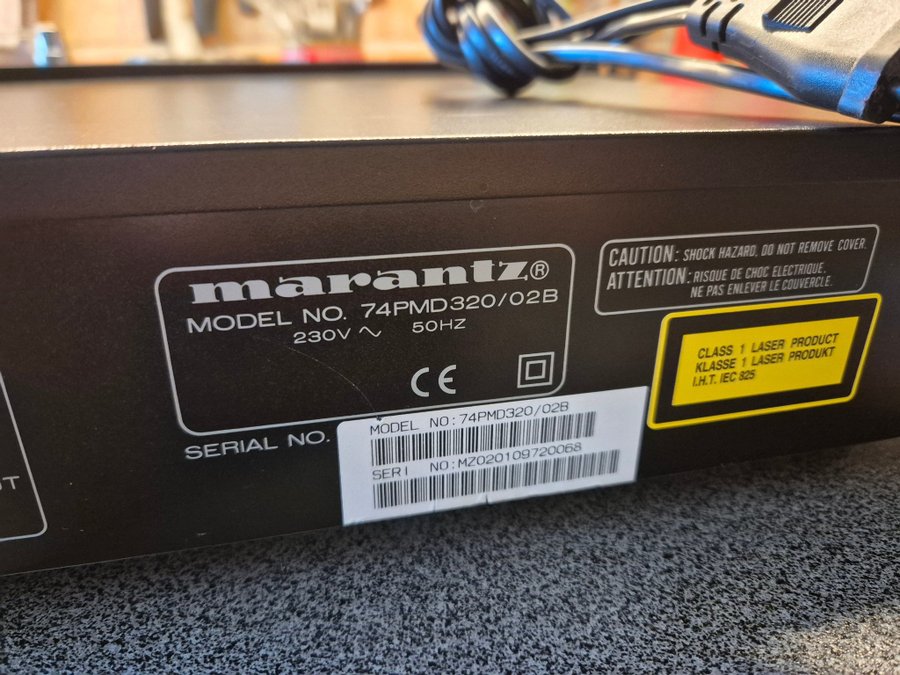 marantz®
MODEL NO. 74PMD320/02B
230V ~ 50HZ
CE
SERIAL NO.
MODEL NO:74PMD320/02B
SERI NO:MZ020109720068
CAUTION: SHOCK HAZARD, DO NOT REMOVE COVER.
ATTENTION: RISQUE DE CHOC ELECTRIQUE.
NE PAS ENLEVER LE COUVERCLE.
CLASS 1 LASER PRODUCT
KLASSE 1 LASER PRODUKT
I.H.T. IEC 825